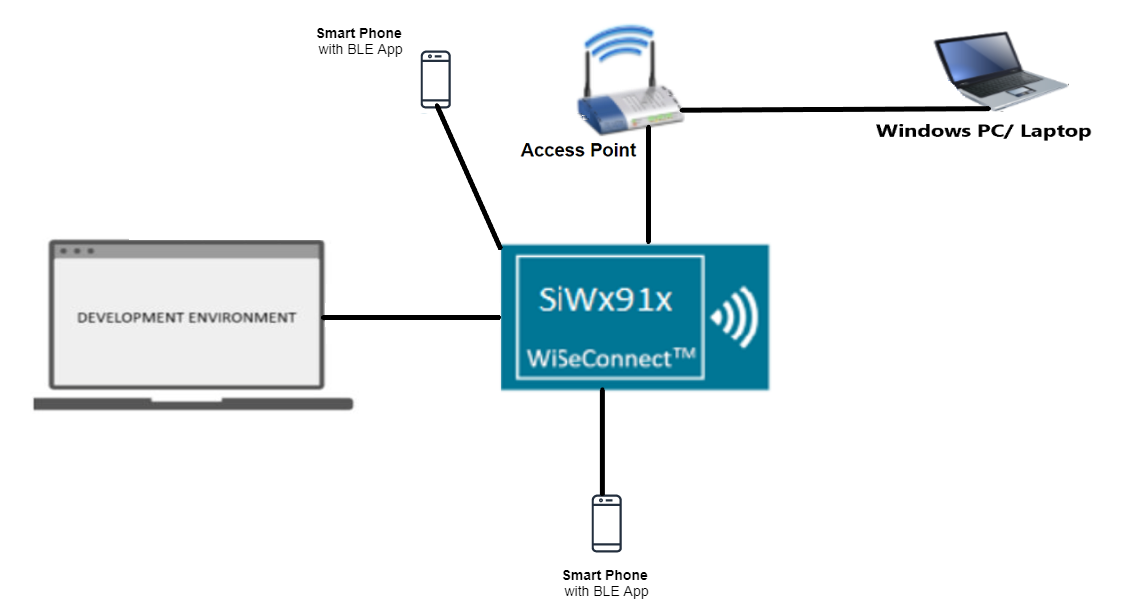 Smart Phone
with BLE App
Access Point
Windows PC/ Laptop
DEVELOPMENT ENVIRONMENT
SiWx91x
WiSeConnect™
Smart Phone
with BLE App